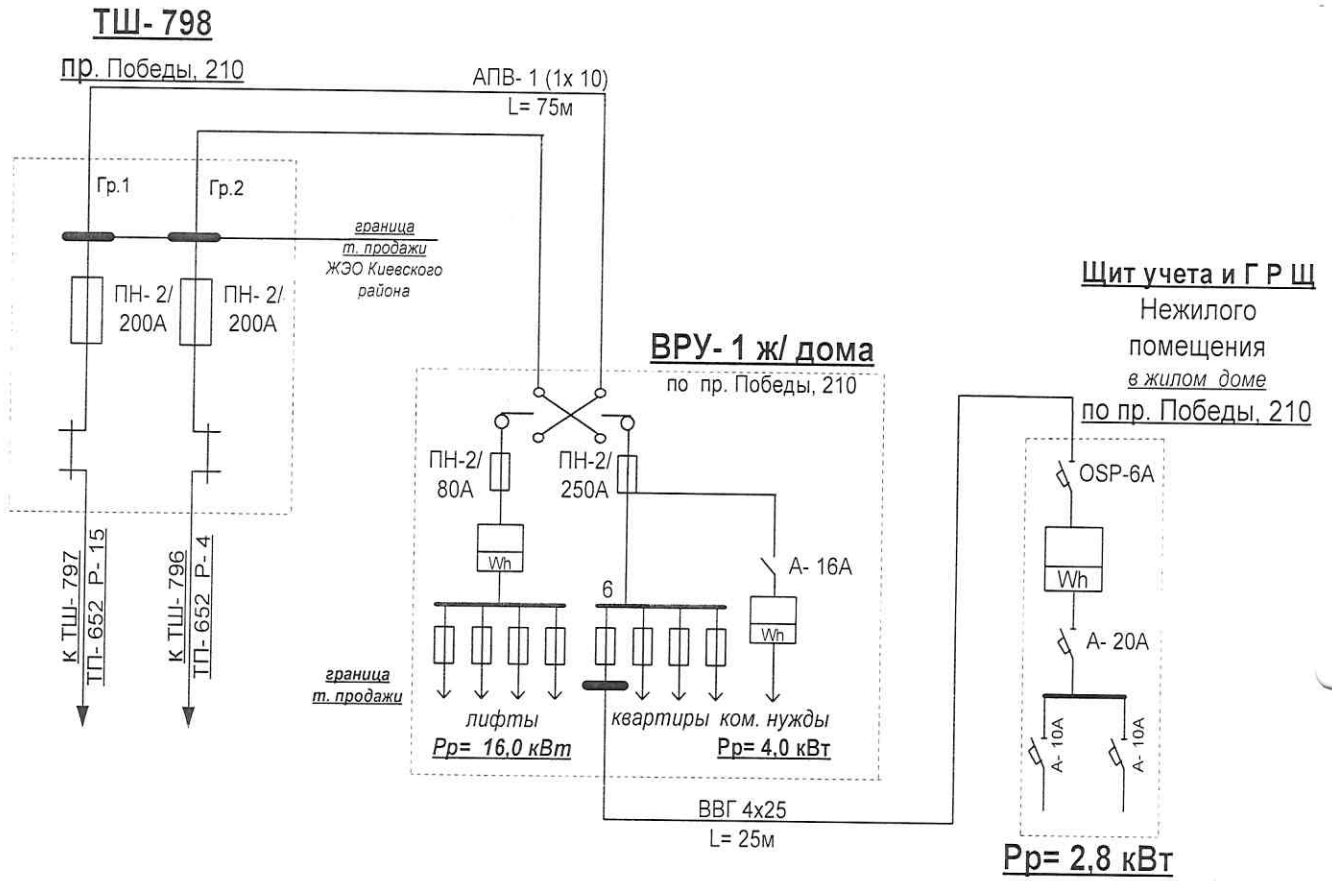 ТШ- 798
пр. Победы, 210
АПВ- 1 (1х 10)
L= 75м
Гр.1
Гр.2
граница
т. продажи
ЖЭО Киевского
района
ПН- 2/
200А
ПН- 2/
200А
К ТШ- 797
ТП- 652 Р- 15
К ТШ- 796
ТП- 652 Р- 4
ВРУ- 1 ж/ дома
по пр. Победы, 210
ПН-2/
80А
ПН-2/
250А
Wh
А- 16А
6
Wh
граница
т. продажи
лифты
Рр= 16,0 кВт
квартиры
ком. нужды
Рр= 4,0 кВт
ВВГ 4х25
L= 25м
Щит учета и Г Р Щ
Нежилого
помещения
в жилом доме
по пр. Победы, 210
OSP-6А
Wh
А- 20А
А- 10А
А- 10А
Рр= 2,8 кВт